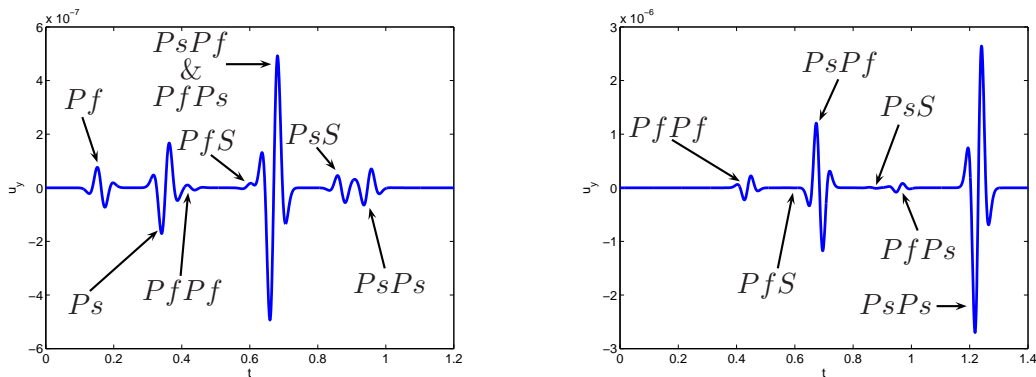 x 10⁻⁷
6
4
2
0
−2
−4
−6
u_y
0 0.2 0.4 0.6 0.8 1 1.2
t
Pf
PsPf
&
PfPs
PfS
PsS
Ps
PfPf
PsPs
x 10⁻⁶
3
2
1
0
−1
−2
−3
u_y
0 0.2 0.4 0.6 0.8 1 1.2 1.4
t
PfPf
PsPf
PsS
PfS
PfPs
PsPs